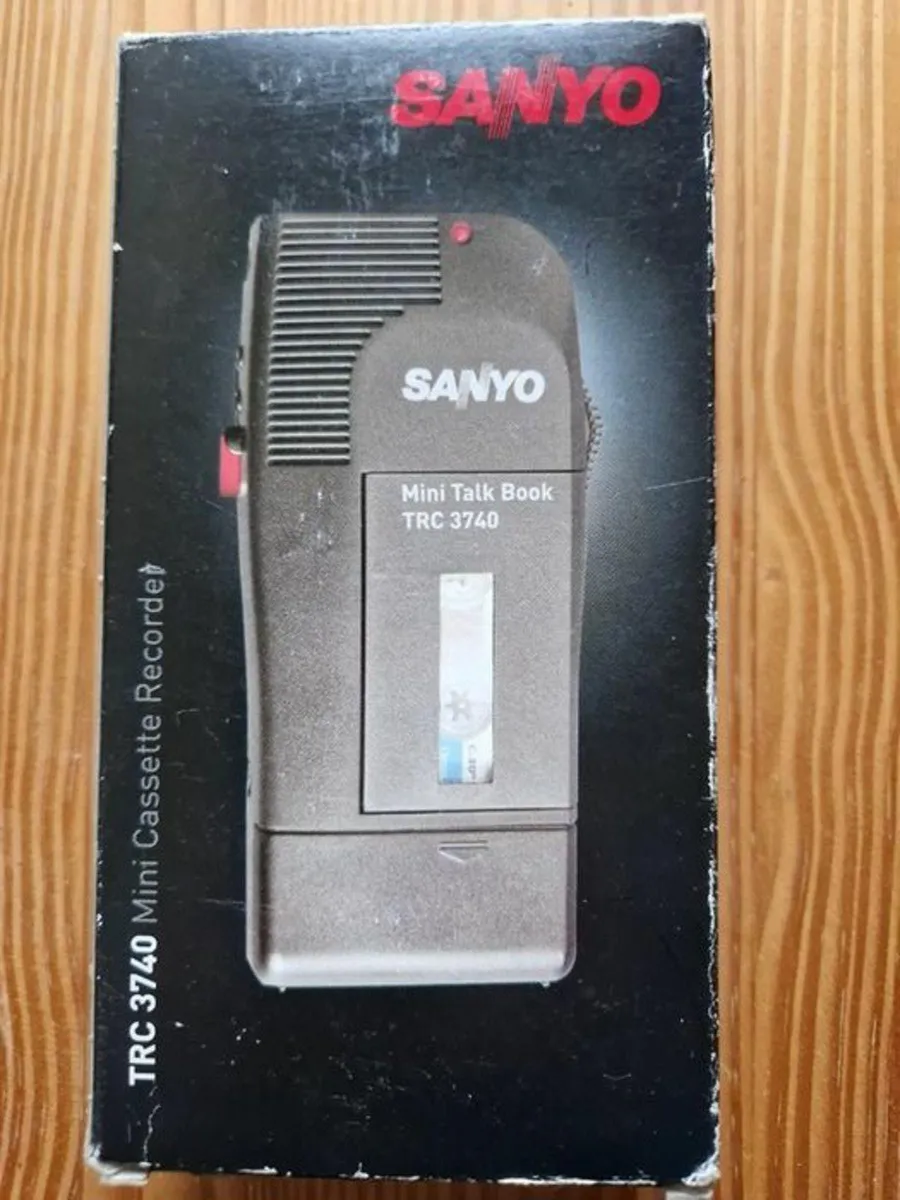 SANYO
SANYO
Mini Talk Book
TRC 3740
TRC 3740 Mini Cassette Recorder